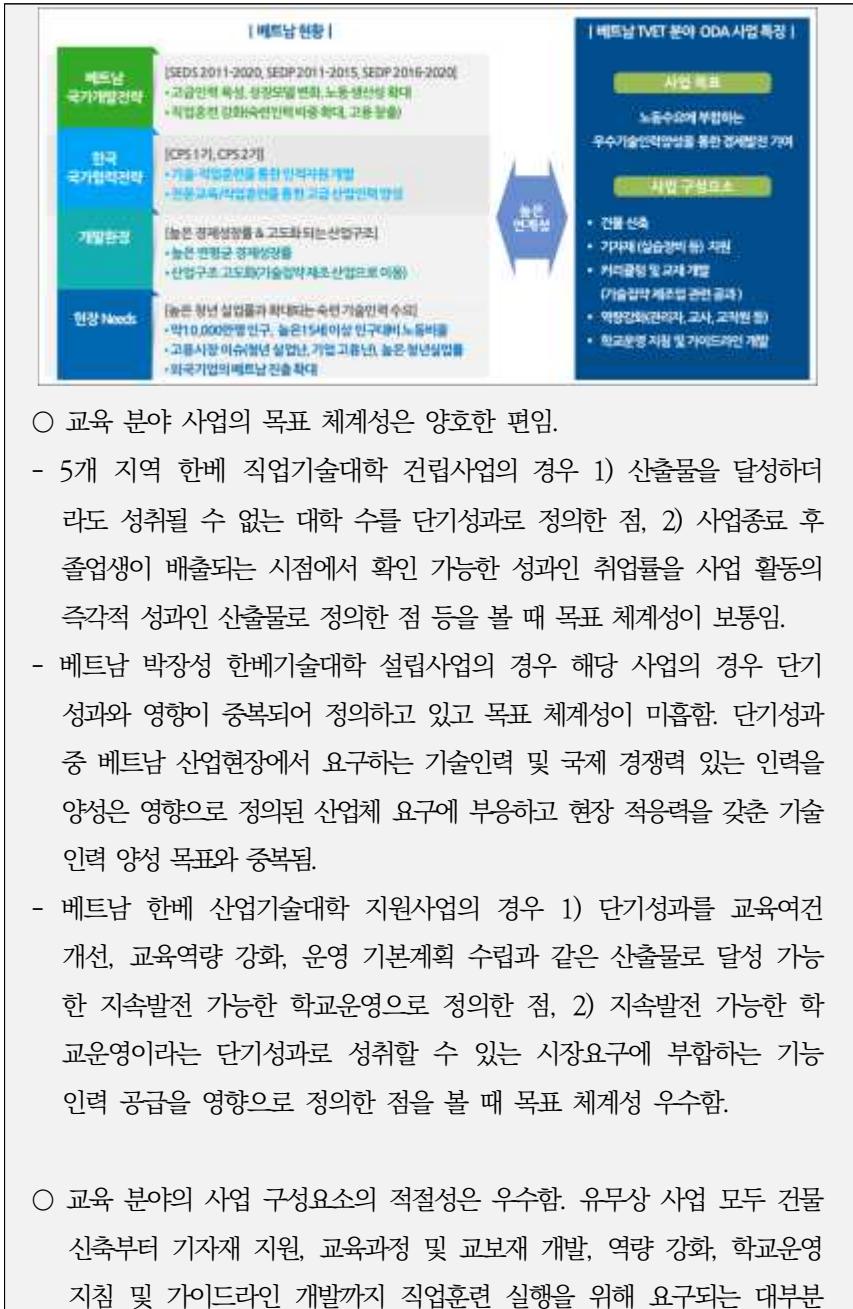 | 베트남 현황 |
베트남
국가개발전략
[SEDS 2011-2020, SEDP 2011-2015, SEDP 2016-2020]
• 고급인력 육성, 성장모델 변화, 노동 생산성 확대
• 직업훈련 강화(숙련인력 비중 확대, 고용 창출)
한국
국가협력전략
[CPS 1기, CPS 2기]
• 기술·직업훈련을 통한 인적자원 개발
• 전문교육/직업훈련을 통한 고급 산업인력 양성
개발환경
[높은 경제성장률 & 고도화 되는 산업구조]
• 높은 연평균 경제성장률
• 산업구조 고도화(기술집약 제조 산업으로 이동)
현장 Needs
[높은 청년 실업률과 확대되는 숙련 기술인력 수요]
• 약10,000만명 인구, 높은15세 이상 인구대비 노동비율
• 고용시장 이슈(청년 실업난, 기업 고용난), 높은 청년실업률
• 외국기업의 베트남 진출 확대
높은
연계성
| 베트남 TVET 분야 ODA 사업 특징 |
사업 목표
노동수요에 부합하는
우수기술인력양성을 통한 경제발전 기여
사업 구성요소
• 건물 신축
• 기자재 (실습장비 등) 지원
• 커리큘럼 및 교재 개발
(기술집약 제조업 관련 공과)
• 역량강화(관리자, 교사, 교직원 등)
• 학교운영 지침 및 가이드라인 개발
○ 교육 분야 사업의 목표 체계성은 양호한 편임.
- 5개 지역 한베 직업기술대학 건립사업의 경우 1) 산출물을 달성하더
라도 성취될 수 없는 대학 수를 단기성과로 정의한 점, 2) 사업종료 후
졸업생이 배출되는 시점에서 확인 가능한 성과인 취업률을 사업 활동의
즉각적 성과인 산출물로 정의한 점 등을 볼 때 목표 체계성이 보통임.
- 베트남 박장성 한베기술대학 설립사업의 경우 해당 사업의 경우 단기
성과와 영향이 중복되어 정의하고 있고 목표 체계성이 미흡함. 단기성과
중 베트남 산업현장에서 요구하는 기술인력 및 국제 경쟁력 있는 인력을
양성은 영향으로 정의된 산업체 요구에 부응하고 현장 적응력을 갖춘 기술
인력 양성 목표와 중복됨.
- 베트남 한베 산업기술대학 지원사업의 경우 1) 단기성과를 교육여건
개선, 교육역량 강화, 운영 기본계획 수립과 같은 산출물로 달성 가능
한 지속발전 가능한 학교운영으로 정의한 점, 2) 지속발전 가능한 학
교운영이라는 단기성과로 성취할 수 있는 시장요구에 부합하는 기능
인력 공급을 영향으로 정의한 점을 볼 때 목표 체계성 우수함.
○ 교육 분야의 사업 구성요소의 적절성은 우수함. 유무상 사업 모두 건물
신축부터 기자재 지원, 교육과정 및 교보재 개발, 역량 강화, 학교운영
지침 및 가이드라인 개발까지 직업훈련 실행을 위해 요구되는 대부분